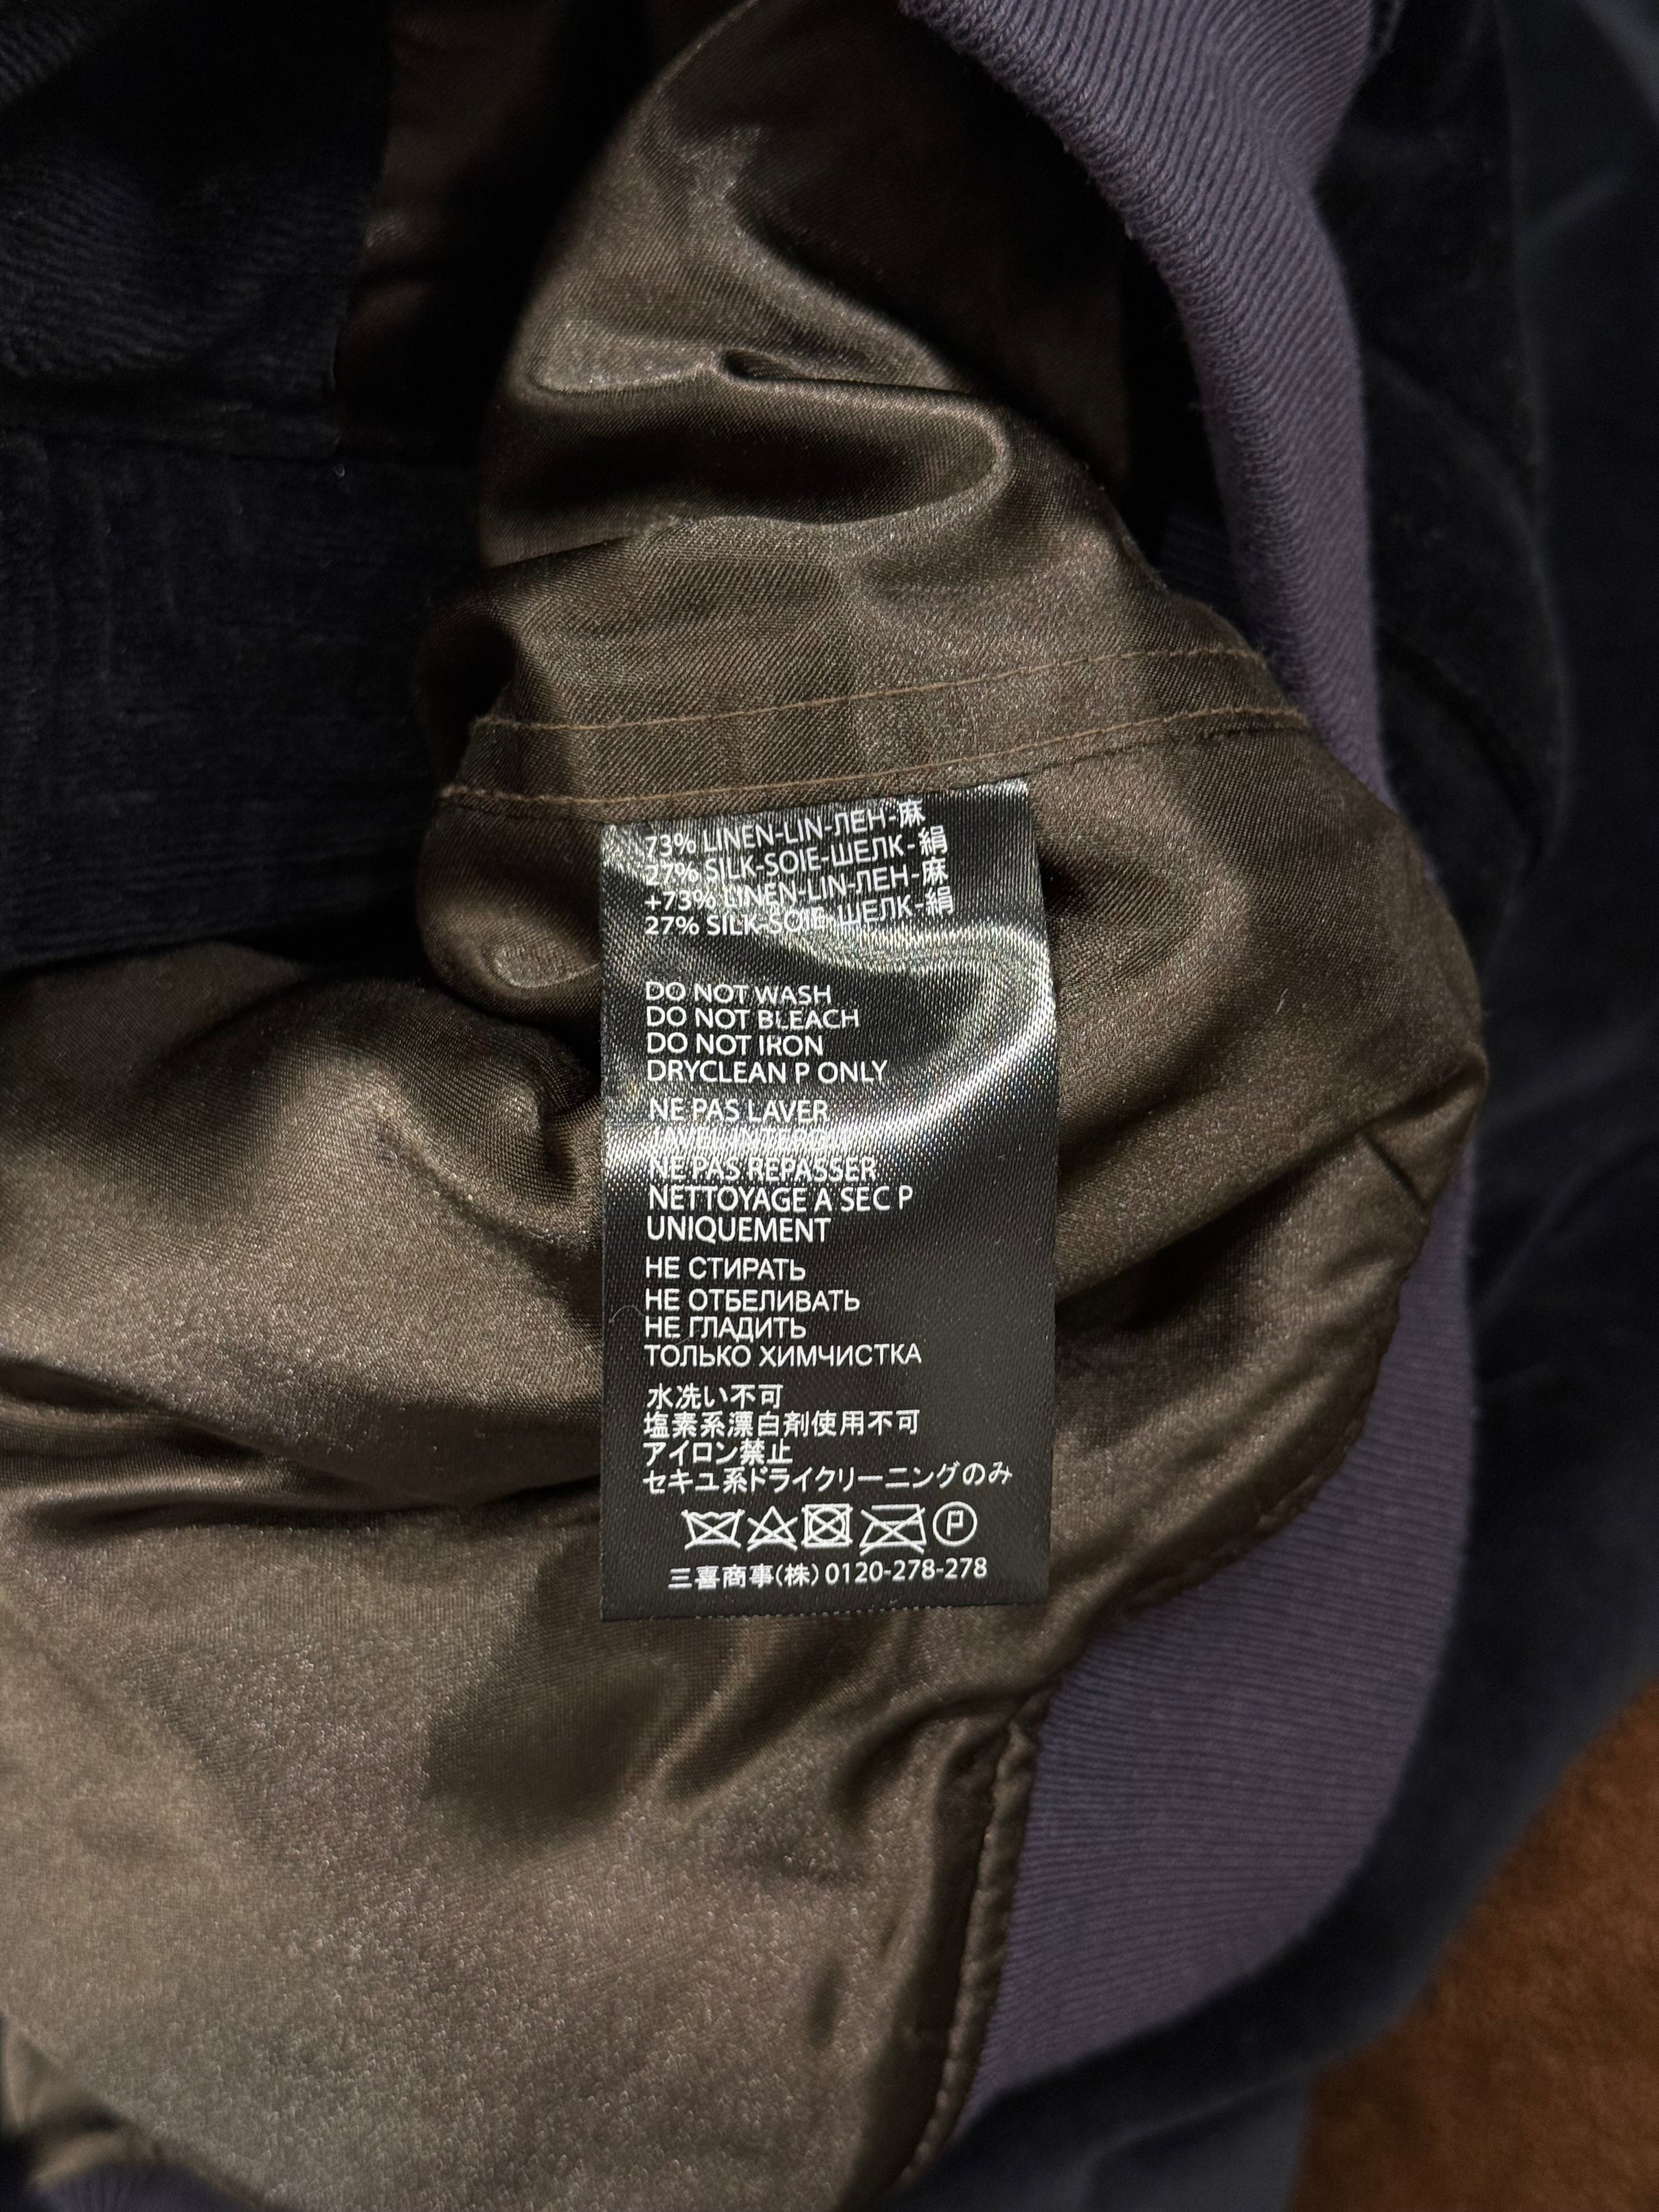 73% LINEN-LIN-ЛЕН-麻
27% SILK-SOIE-ШЕЛК-絹
+73% LINEN-LIN-ЛЕН-麻
27% SILK-SOIE-ШЕЛК-絹
DO NOT WASH
DO NOT BLEACH
DO NOT IRON
DRYCLEAN P ONLY
NE PAS LAVER
JAVEL INTERDIT
NE PAS REPASSER
NETTOYAGE A SEC P
UNIQUEMENT
НЕ СТИРАТЬ
НЕ ОТБЕЛИВАТЬ
НЕ ГЛАДИТЬ
ТОЛЬКО ХИМЧИСТКА
水洗い不可
塩素系漂白剤使用不可
アイロン禁止
セキユ系ドライクリーニングのみ
P
三喜商事(株)0120-278-278